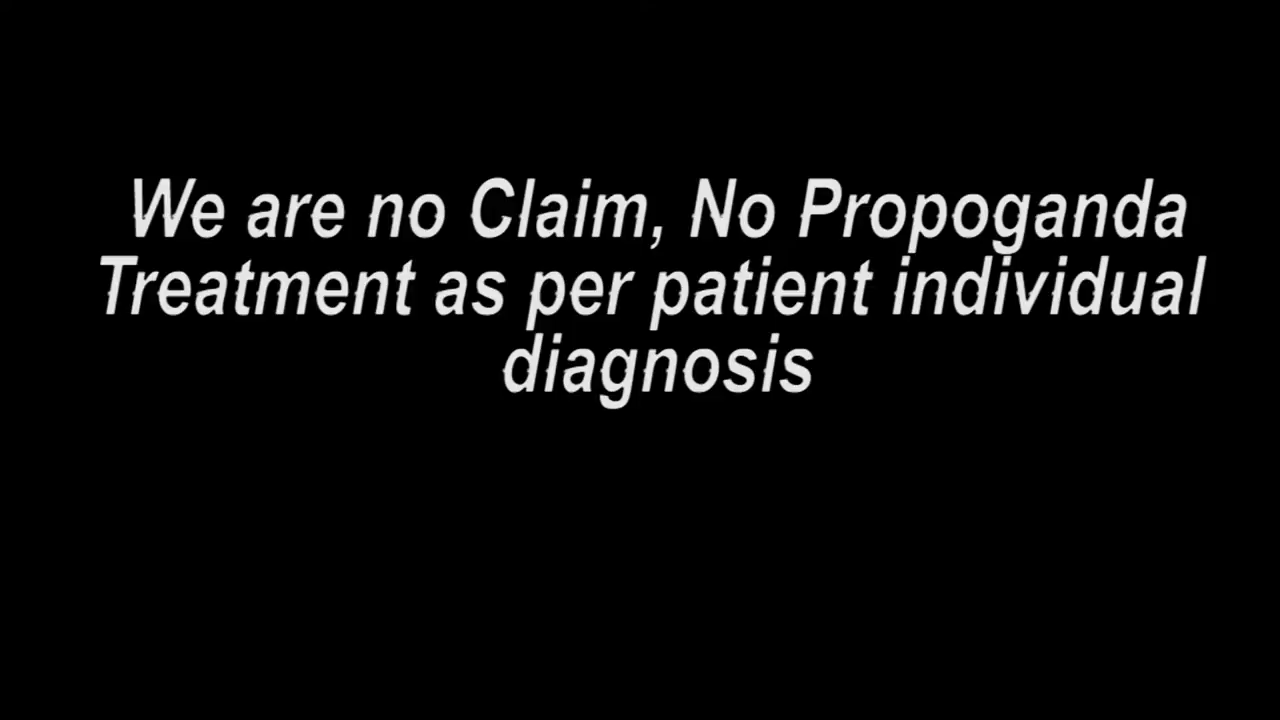 We are no Claim, No Propoganda
Treatment as per patient individual
diagnosis